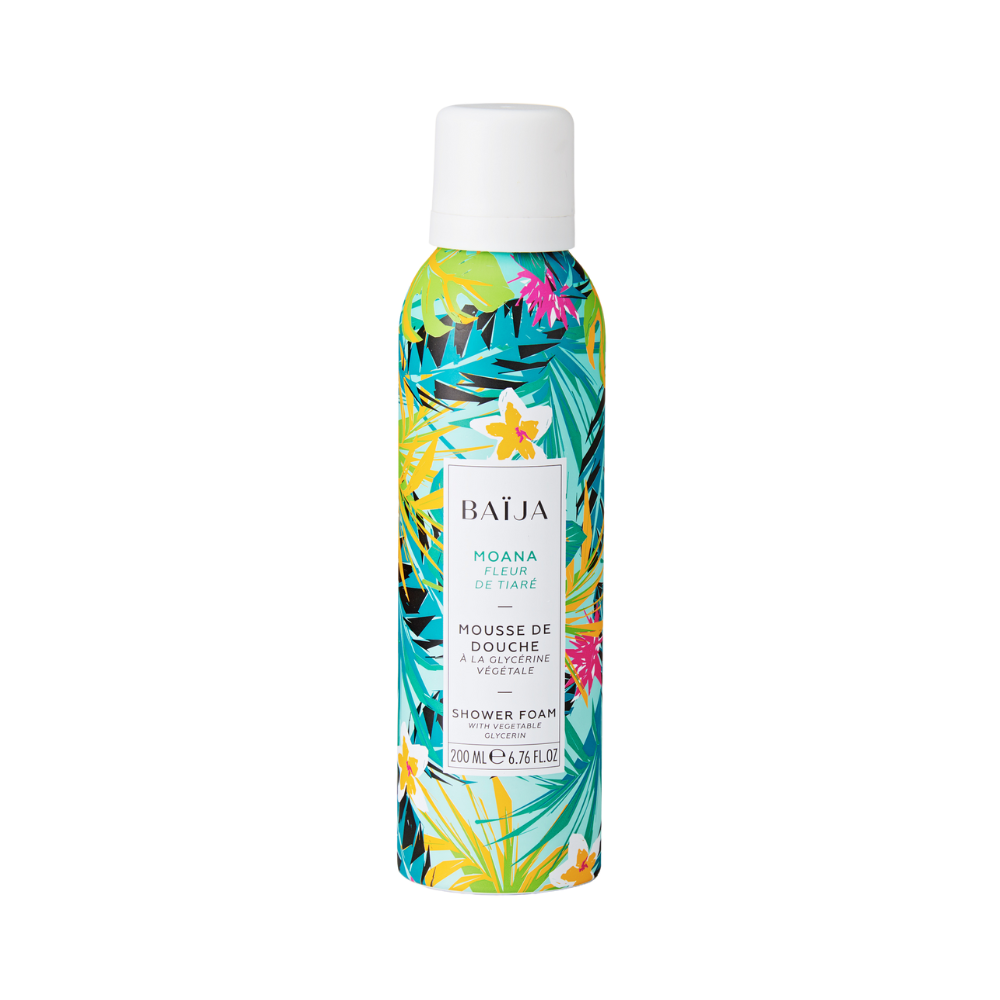 BAÏJA
MOANA
FLEUR
DE TIARÉ
MOUSSE DE
DOUCHE
À LA GLYCÉRINE
VÉGÉTALE
SHOWER FOAM
WITH VEGETABLE
GLYCERIN
200 ML ℮ 6.76 FL.OZ